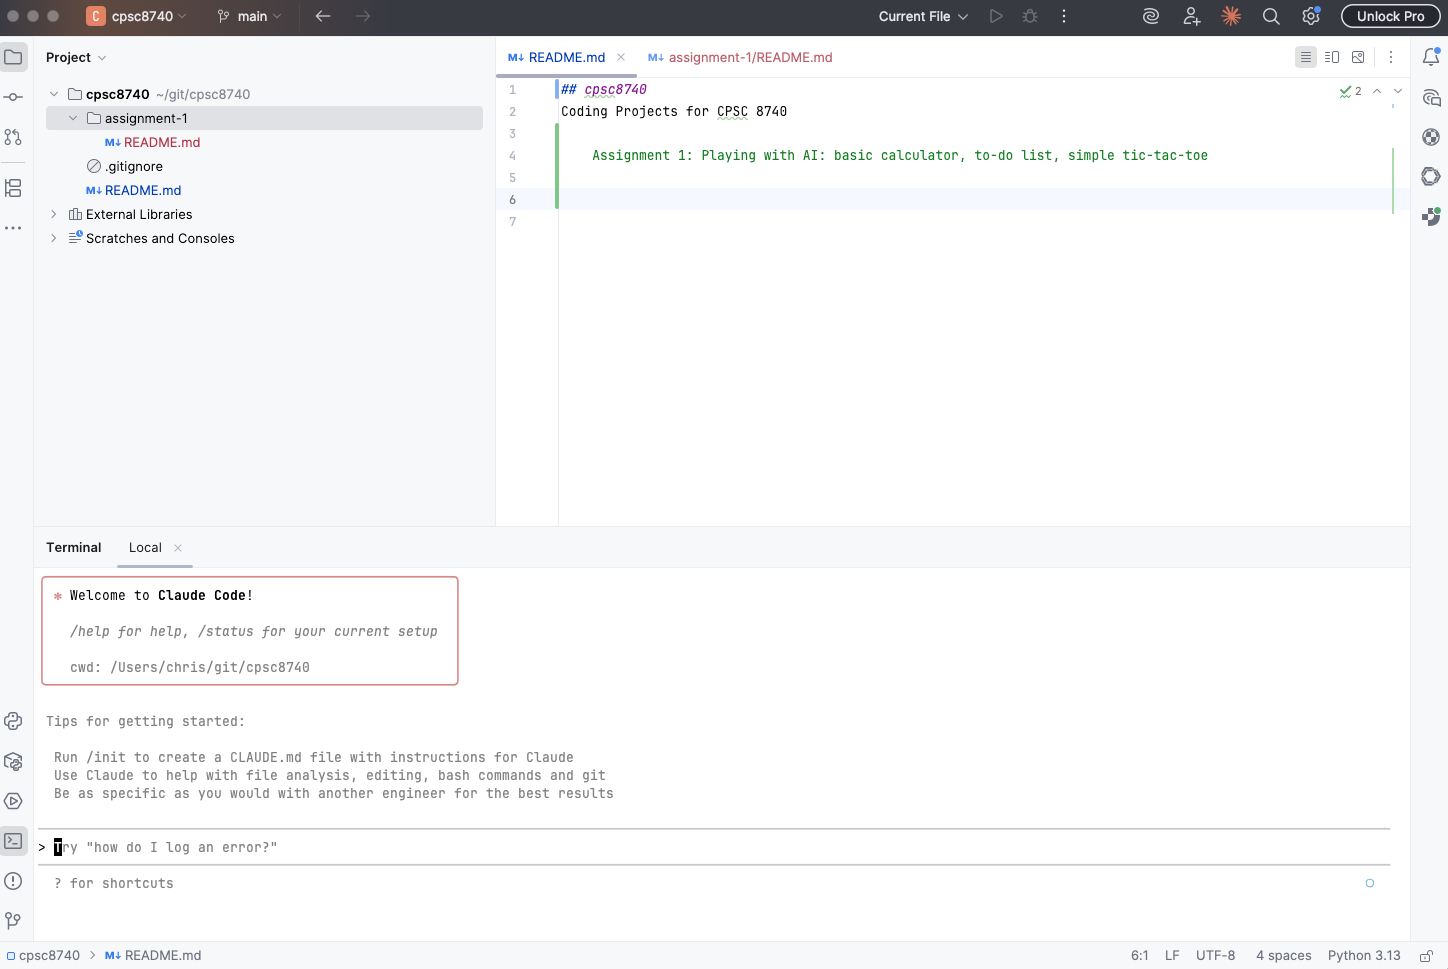 C cpsc8740
main
Current File
Unlock Pro
Project
cpsc8740 ~/git/cpsc8740
assignment-1
M↓ README.md
.gitignore
M↓ README.md
External Libraries
Scratches and Consoles
M↓ README.md
M↓ assignment-1/README.md
1 ## cpsc8740
2 Coding Projects for CPSC 8740
3
4 Assignment 1: Playing with AI: basic calculator, to-do list, simple tic-tac-toe
5
6
7
2
Terminal Local
* Welcome to Claude Code!
/help for help, /status for your current setup
cwd: /Users/chris/git/cpsc8740
Tips for getting started:
Run /init to create a CLAUDE.md file with instructions for Claude
Use Claude to help with file analysis, editing, bash commands and git
Be as specific as you would with another engineer for the best results
> Try "how do I log an error?"
? for shortcuts
cpsc8740 > M↓ README.md
6:1 LF UTF-8 4 spaces Python 3.13